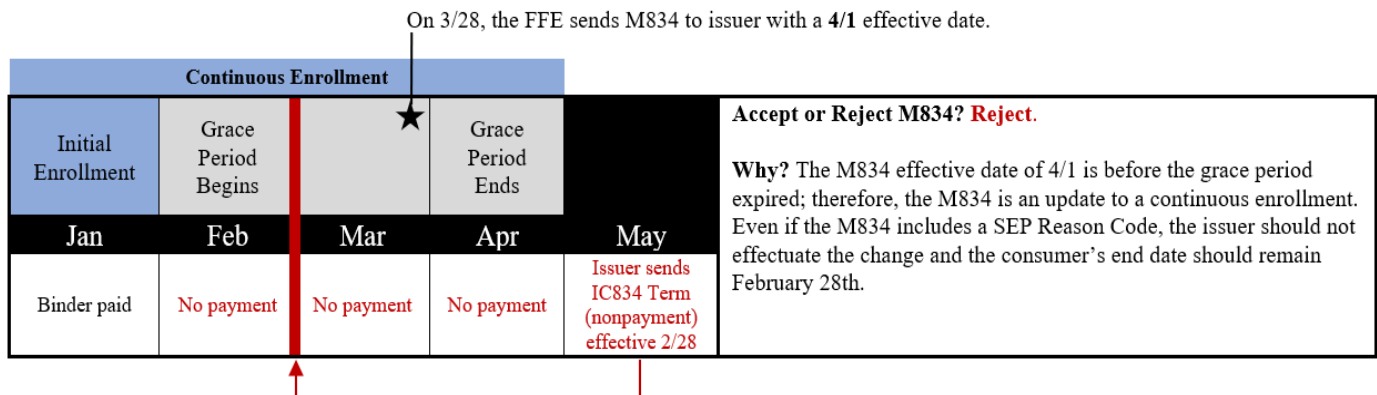 On 3/28, the FFE sends M834 to issuer with a 4/1 effective date.
Continuous Enrollment
Initial
Enrollment
Grace
Period
Begins
Grace
Period
Ends
Jan
Feb
Mar
Apr
May
Binder paid
No payment
No payment
No payment
Issuer sends
IC834 Term
(nonpayment)
effective 2/28
Accept or Reject M834? Reject.
Why? The M834 effective date of 4/1 is before the grace period
expired; therefore, the M834 is an update to a continuous enrollment.
Even if the M834 includes a SEP Reason Code, the issuer should not
effectuate the change and the consumer’s end date should remain
February 28th.